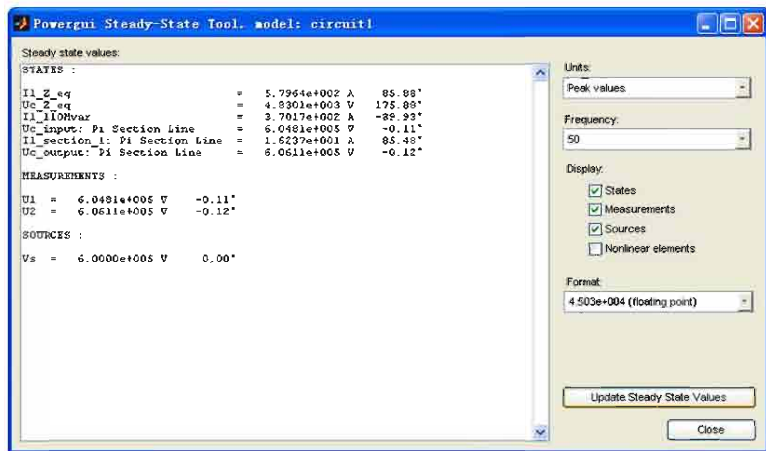 Powergui Steady-State Tool. model: circuit1
Steady state values:
STATES :
Il_Z_eq = 5.7964e+002 A 85.88°
Uc_Z_eq = 4.8301e+003 V 175.88°
Il_110Mvar = 3.7017e+002 A -89.93°
Uc_input: Pi Section Line = 6.0481e+005 V -0.11°
Il_section_1: Pi Section Line = 1.6237e+001 A 85.48°
Uc_output: Pi Section Line = 6.0611e+005 V -0.12°
MEASUREMENTS :
U1 = 6.0481e+005 V -0.11°
U2 = 6.0611e+005 V -0.12°
SOURCES :
Vs = 6.0000e+005 V 0.00°
Units:
Peak values
Frequency:
50
Display:
States
Measurements
Sources
Nonlinear elements
Format:
4.503e+004 (floating point)
Update Steady State Values
Close